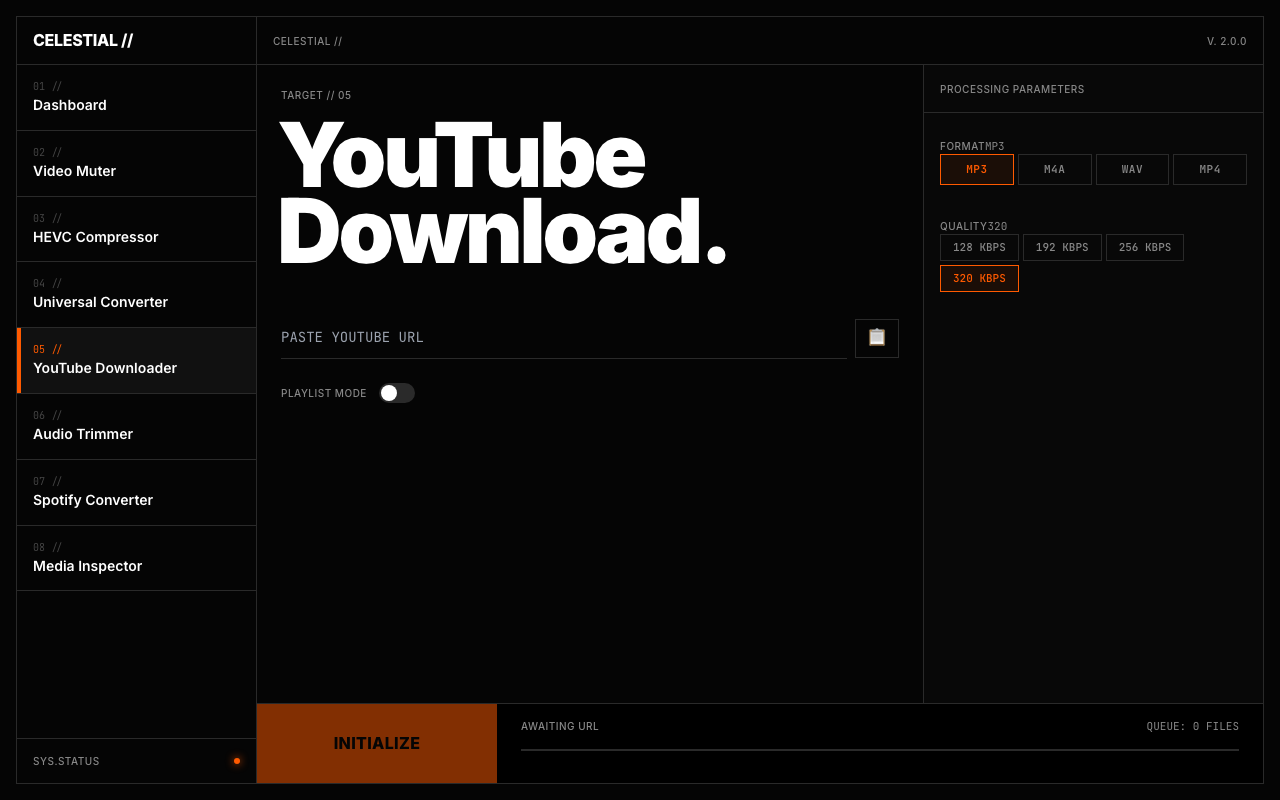 CELESTIAL //
CELESTIAL //
V. 2.0.0
01 //
Dashboard
02 //
Video Muter
03 //
HEVC Compressor
04 //
Universal Converter
05 //
YouTube Downloader
06 //
Audio Trimmer
07 //
Spotify Converter
08 //
Media Inspector
SYS.STATUS
TARGET // 05
YouTube
Download.
PASTE YOUTUBE URL
PLAYLIST MODE
PROCESSING PARAMETERS
FORMATMP3
MP3 M4A WAV MP4
QUALITY320
128 KBPS 192 KBPS 256 KBPS
320 KBPS
INITIALIZE
AWAITING URL
QUEUE: 0 FILES